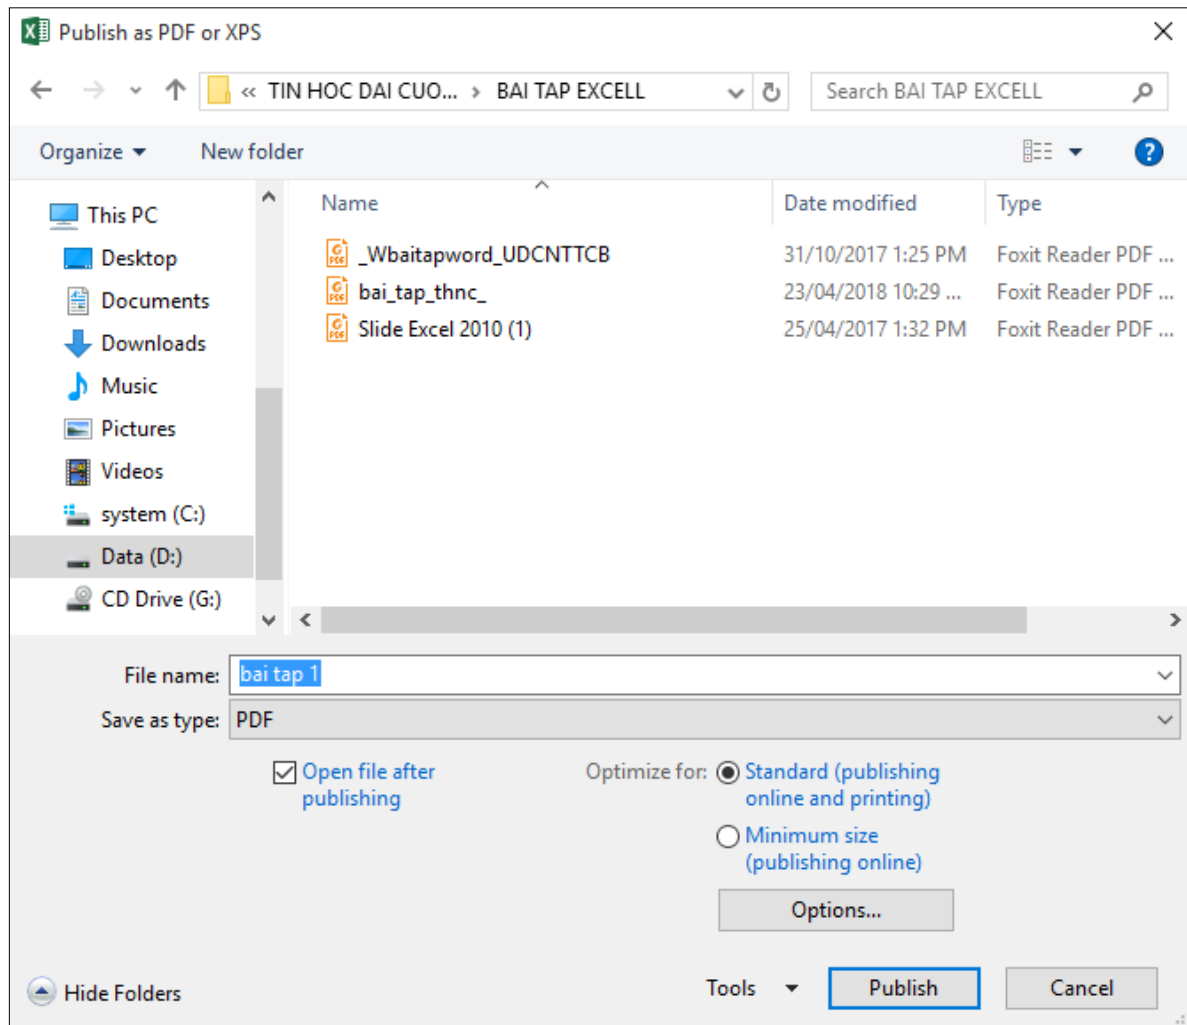 Publish as PDF or XPS
« TIN HOC DAI CUO... › BAI TAP EXCELL
Search BAI TAP EXCELL
Organize
New folder
?
This PC
Desktop
Documents
Downloads
Music
Pictures
Videos
system (C:)
Data (D:)
CD Drive (G:)
Name Date modified Type
_Wbaitapword_UDCNTTCB 31/10/2017 1:25 PM Foxit Reader PDF ...
bai_tap_thnc_ 23/04/2018 10:29 ... Foxit Reader PDF ...
Slide Excel 2010 (1) 25/04/2017 1:32 PM Foxit Reader PDF ...
File name: bai tap 1
Save as type: PDF
Open file after
publishing
Optimize for: Standard (publishing
online and printing)
Minimum size
(publishing online)
Options...
Hide Folders
Tools
Publish
Cancel